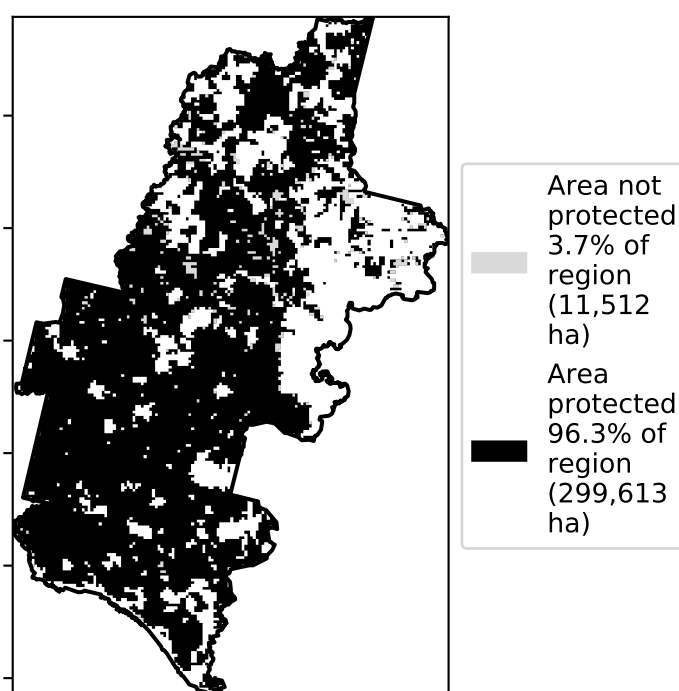 Area not
protected
3.7% of
region
(11,512
ha)
Area
protected
96.3% of
region
(299,613
ha)